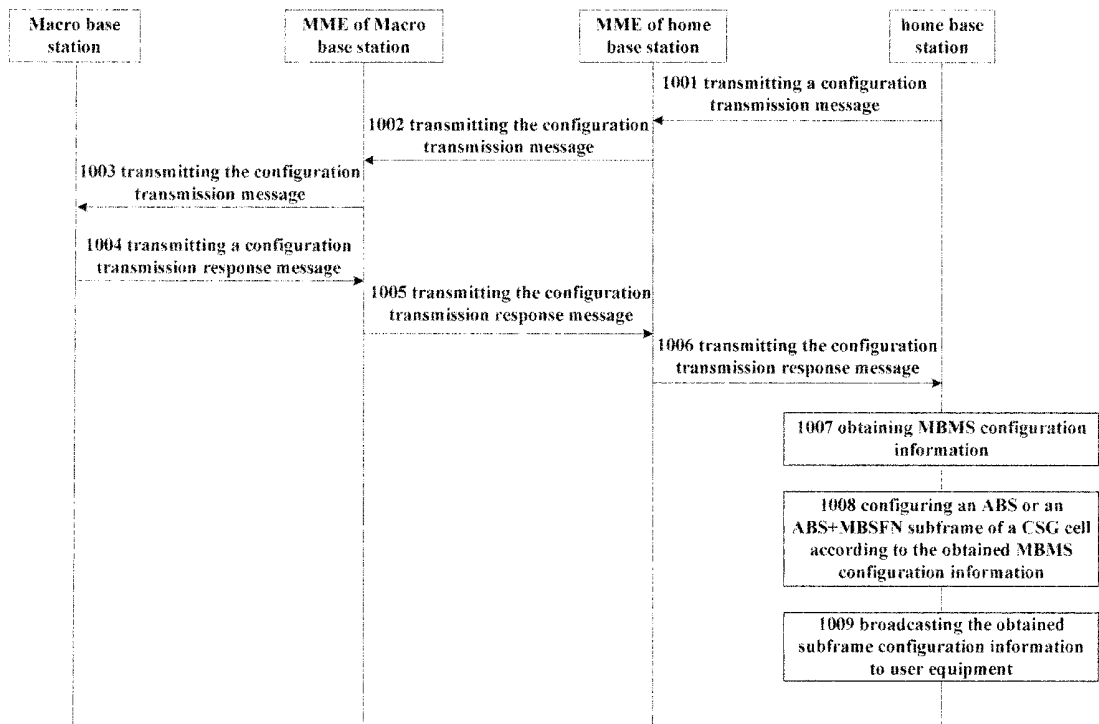 Macro base
station
MME of Macro
base station
MME of home
base station
home base
station
1001 transmitting a configuration
transmission message
1002 transmitting the configuration
transmission message
1003 transmitting the configuration
transmission message
1004 transmitting a configuration
transmission response message
1005 transmitting the configuration
transmission response message
1006 transmitting the configuration
transmission response message
1007 obtaining MBMS configuration
information
1008 configuring an ABS or an
ABS+MBSFN subframe of a CSG cell
according to the obtained MBMS
configuration information
1009 broadcasting the obtained
subframe configuration information
to user equipment